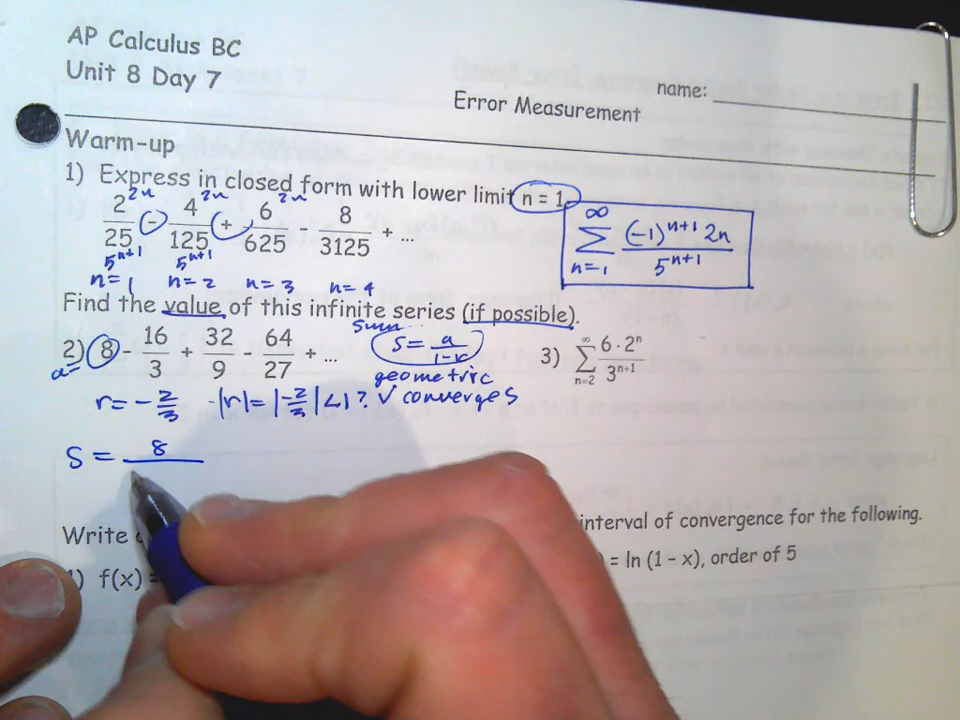 AP Calculus BC
Unit 8 Day 7
name:
Error Measurement
Warm-up
1) Express in closed form with lower limit n = 1.
2n 2n 2n
2/25 - 4/125 + 6/625 - 8/3125 + ...
5^(n+1) 5^(n+1)
n=1 n=2 n=3 n=4
∞ Σ n=1 (-1)^(n+1) 2n / 5^(n+1)
Find the value of this infinite series (if possible).
sum
2) 8 - 16/3 + 32/9 - 64/27 + ...
a=
S = a/(1-r)
geometric
3) ∞ Σ n=2 6·2^n / 3^(n+1)
r = -2/3 |r| = |-2/3| < 1? √ converges
S = 8
Write
interval of convergence for the following.
) f(x) =
= ln (1 - x), order of 5